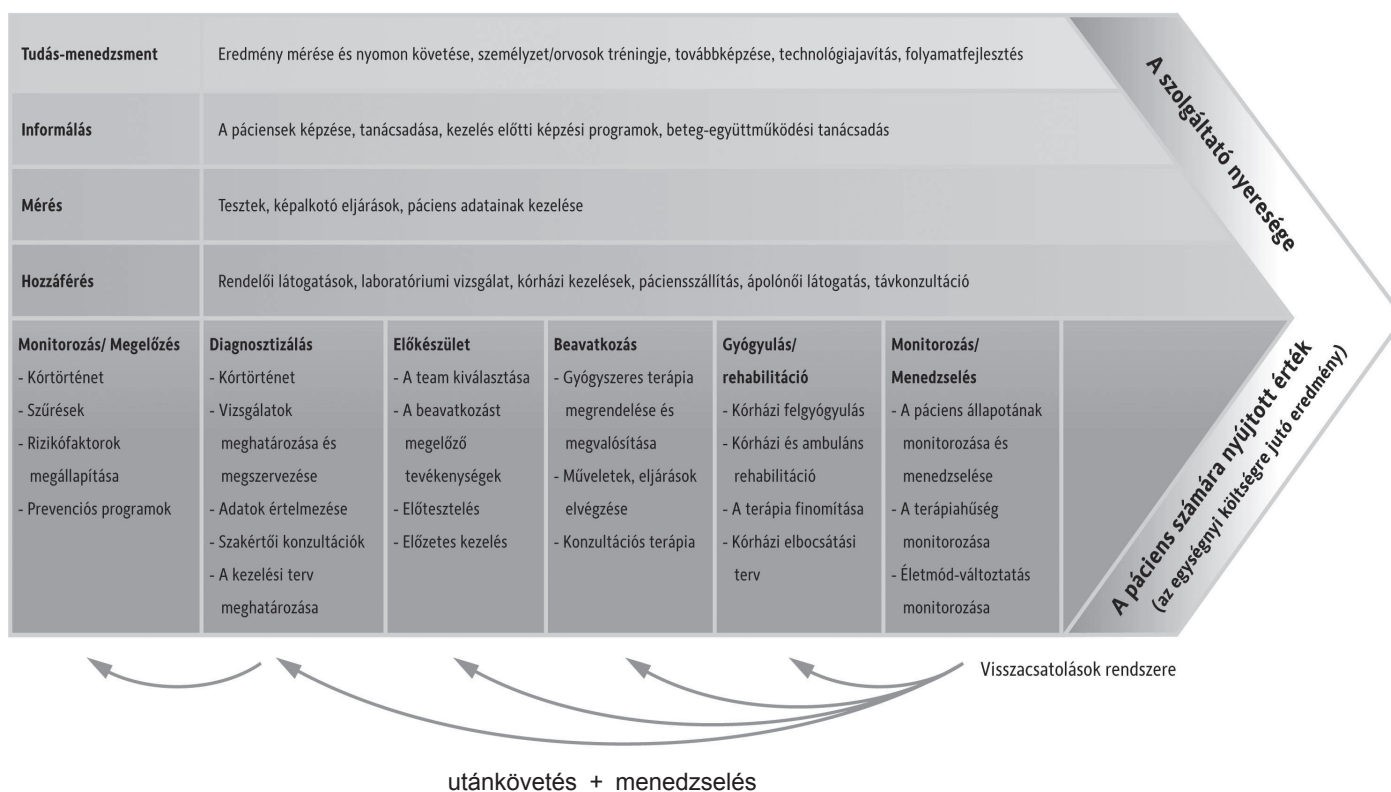 Tudás-menedzsment
Eredmény mérése és nyomon követése, személyzet/orvosok tréningje, továbbképzése, technológiajavítás, folyamatfejlesztés
Informálás
A páciensek képzése, tanácsadása, kezelés előtti képzési programok, beteg-együttműködési tanácsadás
Mérés
Tesztek, képalkotó eljárások, páciens adatainak kezelése
Hozzáférés
Rendelői látogatások, laboratóriumi vizsgálat, kórházi kezelések, páciensszállítás, ápolónői látogatás, távkonzultáció
Monitorozás/ Megelőzés
- Kórtörténet
- Szűrések
- Rizikófaktorok
megállapítása
- Prevenciós programok
Diagnosztizálás
- Kórtörténet
- Vizsgálatok
meghatározása és
megszervezése
- Adatok értelmezése
- Szakértői konzultációk
- A kezelési terv
meghatározása
Előkészület
- A team kiválasztása
- A beavatkozást
megelőző
tevékenységek
- Előtesztelés
- Előzetes kezelés
Beavatkozás
- Gyógyszeres terápia
megrendelése és
megvalósítása
- Műveletek, eljárások
elvégzése
- Konzultációs terápia
Gyógyulás/
rehabilitáció
- Kórházi felgyógyulás
- Kórházi és ambuláns
rehabilitáció
- A terápia finomítása
- Kórházi elbocsátási
terv
Monitorozás/
Menedzselés
- A páciens állapotának
monitorozása és
menedzselése
- A terápiahűség
monitorozása
- Életmód-változtatás
monitorozása
A szolgáltató nyeresége
A páciens számára nyújtott érték
(az egységnyi költségre jutó eredmény)
Visszacsatolások rendszere
utánkövetés + menedzselés